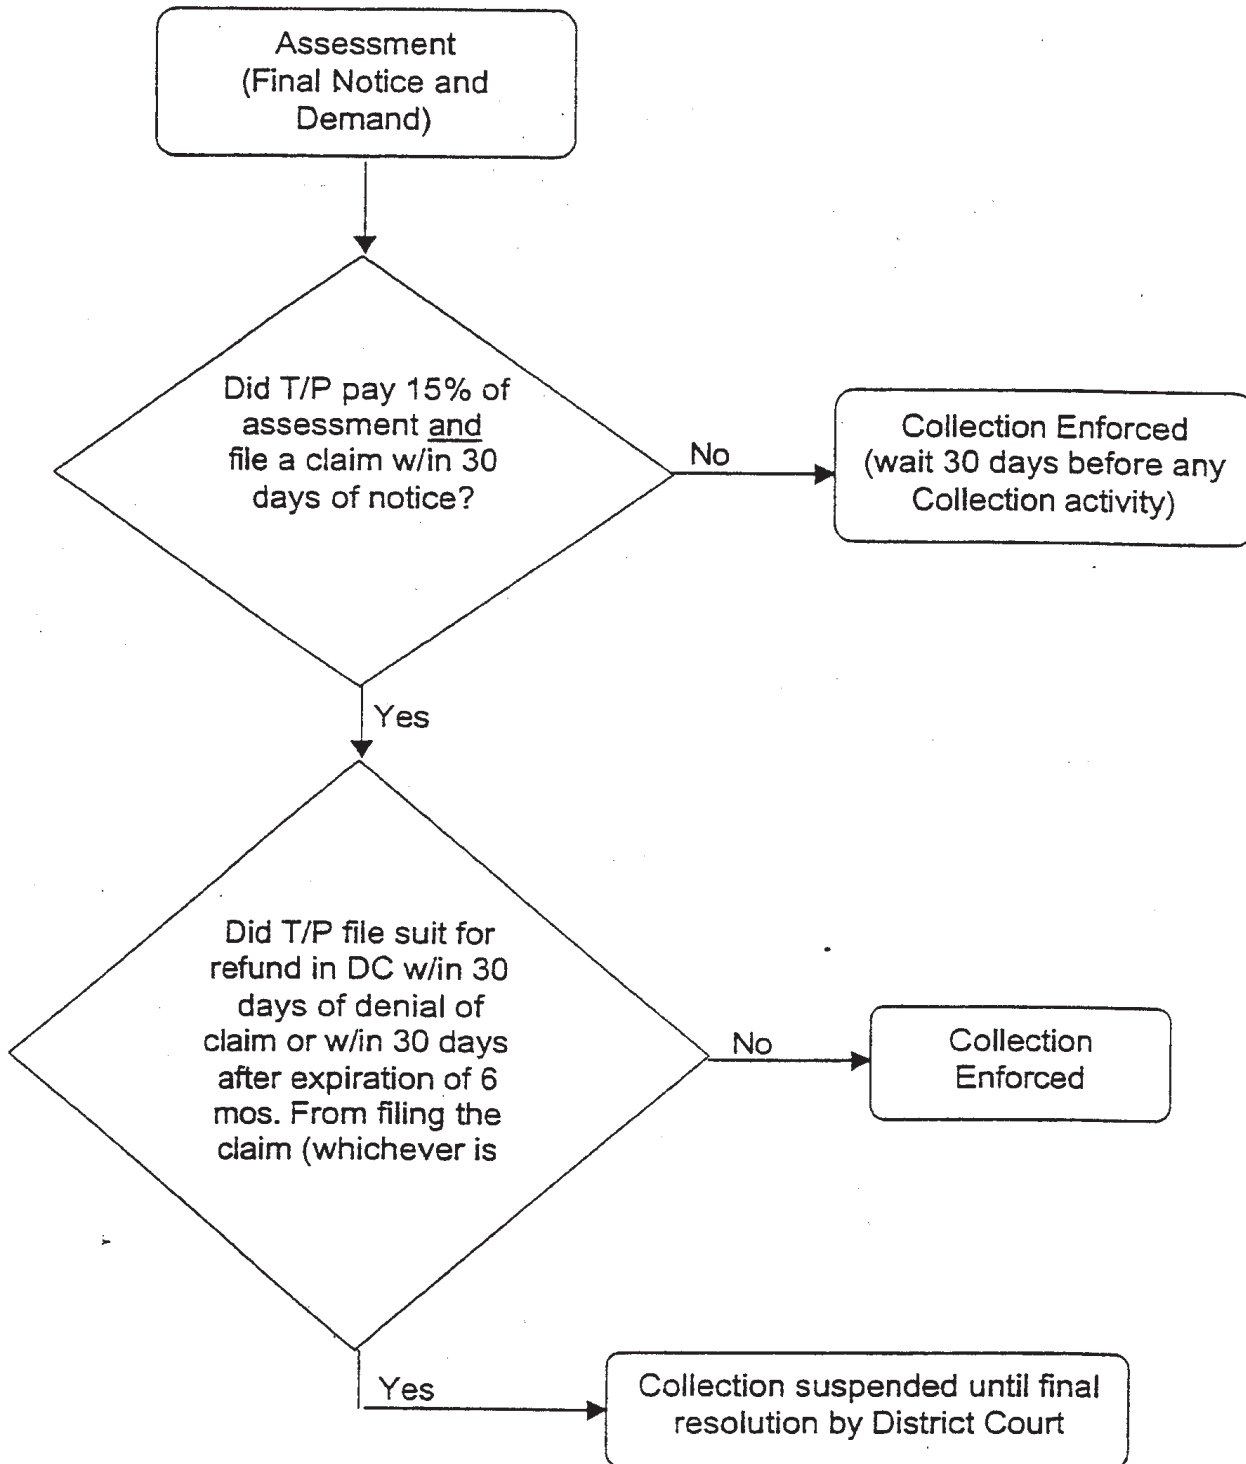 Assessment
(Final Notice and
Demand)
Did T/P pay 15% of
assessment and
file a claim w/in 30
days of notice?
No
Collection Enforced
(wait 30 days before any
Collection activity)
Yes
Did T/P file suit for
refund in DC w/in 30
days of denial of
claim or w/in 30 days
after expiration of 6
mos. From filing the
claim (whichever is
No
Collection
Enforced
Yes
Collection suspended until final
resolution by District Court